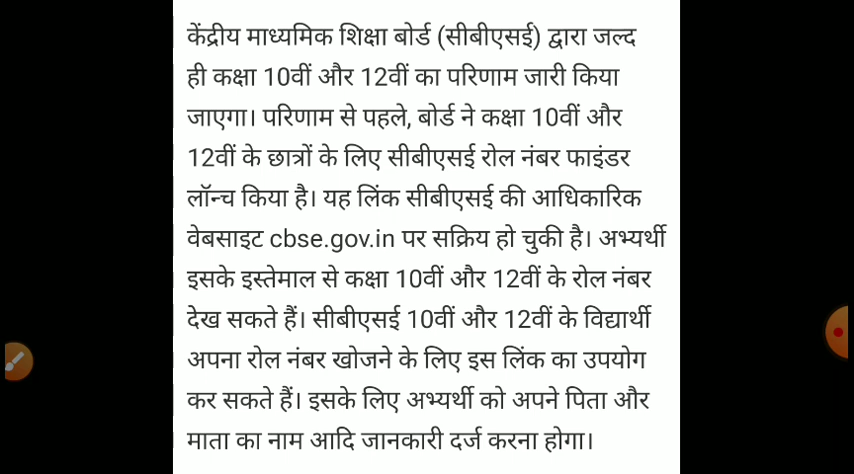 केंद्रीय माध्यमिक शिक्षा बोर्ड (सीबीएसई) द्वारा जल्द
ही कक्षा 10वीं और 12वीं का परिणाम जारी किया
जाएगा। परिणाम से पहले, बोर्ड ने कक्षा 10वीं और
12वीं के छात्रों के लिए सीबीएसई रोल नंबर फाइंडर
लॉन्च किया है। यह लिंक सीबीएसई की आधिकारिक
वेबसाइट cbse.gov.in पर सक्रिय हो चुकी है। अभ्यर्थी
इसके इस्तेमाल से कक्षा 10वीं और 12वीं के रोल नंबर
देख सकते हैं। सीबीएसई 10वीं और 12वीं के विद्यार्थी
अपना रोल नंबर खोजने के लिए इस लिंक का उपयोग
कर सकते हैं। इसके लिए अभ्यर्थी को अपने पिता और
माता का नाम आदि जानकारी दर्ज करना होगा।